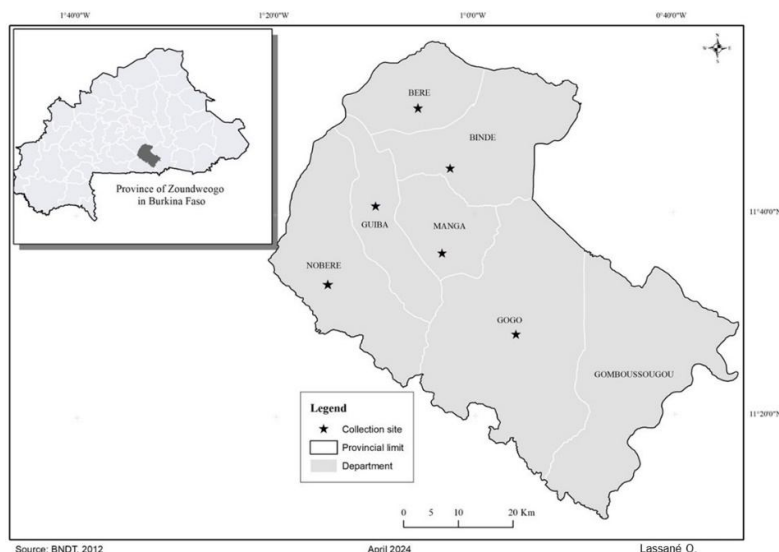 1°40'0"W 1°20'0"W 1°0'0"W 0°40'0"W
N
W E
S
Province of Zoundweogo
in Burkina Faso
BERE
BINDE
GUIBA
MANGA
NOBERE
GOGO
GOMBOUSSOUGOU
11°40'0"N
11°20'0"N
Legend
Collection site
Provincial limit
Department
0 5 10 20 Km
Source: BNDT, 2012 April 2024 Lassané O.